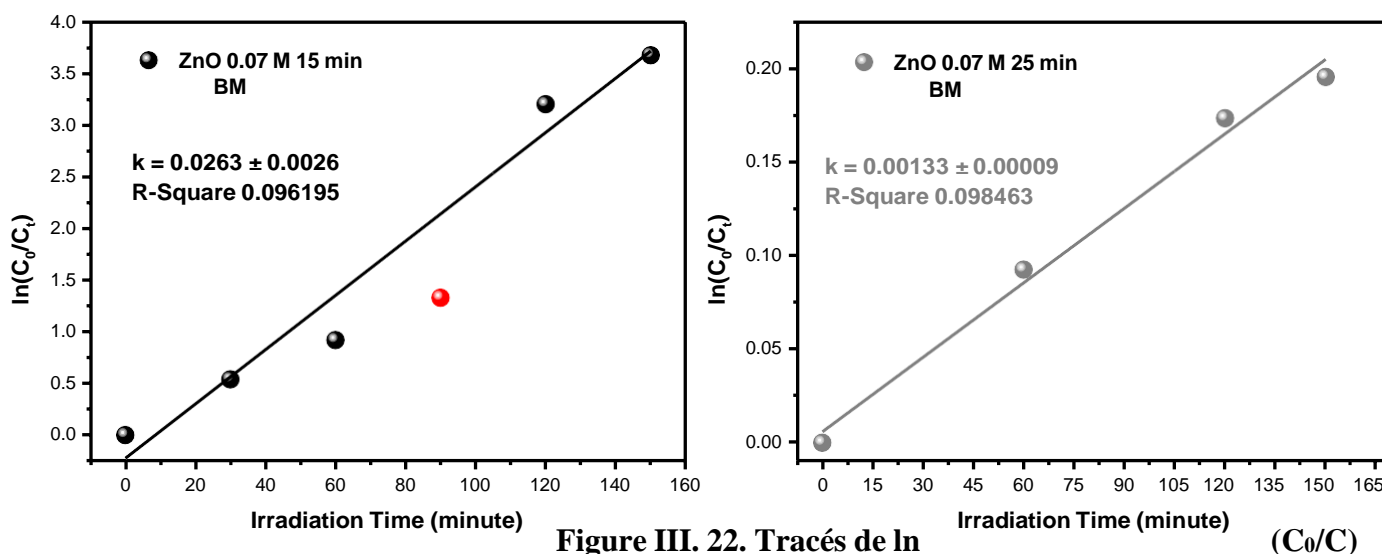 4.0
3.5
3.0
2.5
2.0
1.5
1.0
0.5
0.0
ln(C₀/Cₜ)
ZnO 0.07 M 15 min
BM
k = 0.0263 ± 0.0026
R-Square 0.096195
0 20 40 60 80 100 120 140 160
Irradiation Time (minute)
0.20
0.15
0.10
0.05
0.00
ln(C₀/Cₜ)
ZnO 0.07 M 25 min
BM
k = 0.00133 ± 0.00009
R-Square 0.098463
0 15 30 45 60 75 90 105 120 135 150 165
Irradiation Time (minute)
Figure III. 22. Tracés de ln (C₀/C)